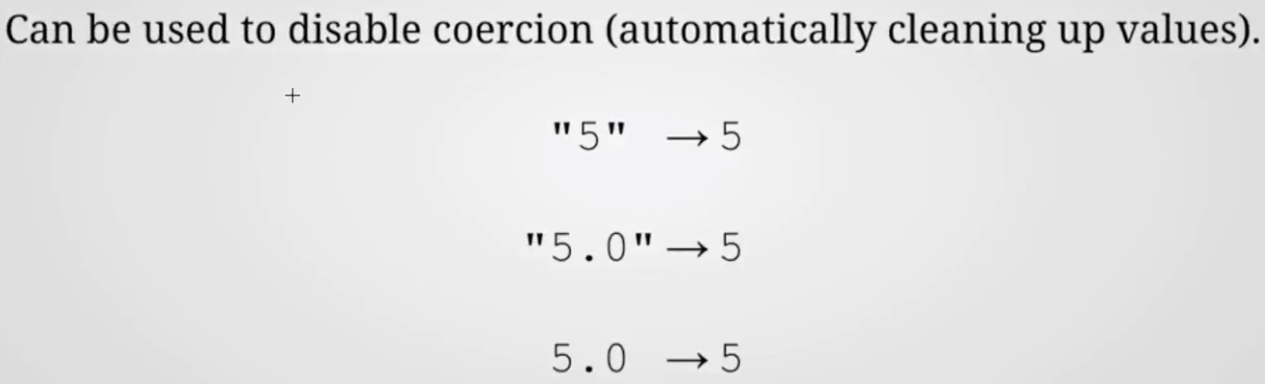 Can be used to disable coercion (automatically cleaning up values).
"5" → 5
"5.0" → 5
5.0 → 5